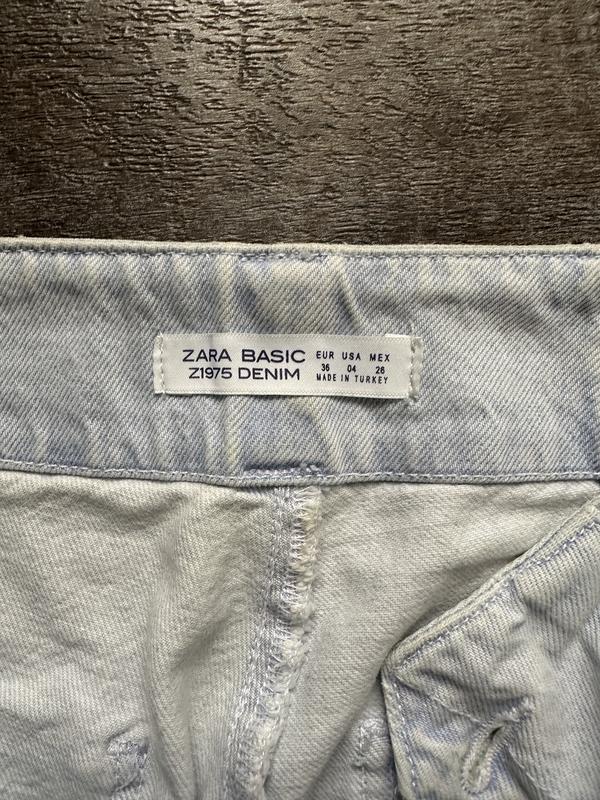 ZARA BASIC
Z1975 DENIM
EUR USA MEX
36 04 26
MADE IN TURKEY